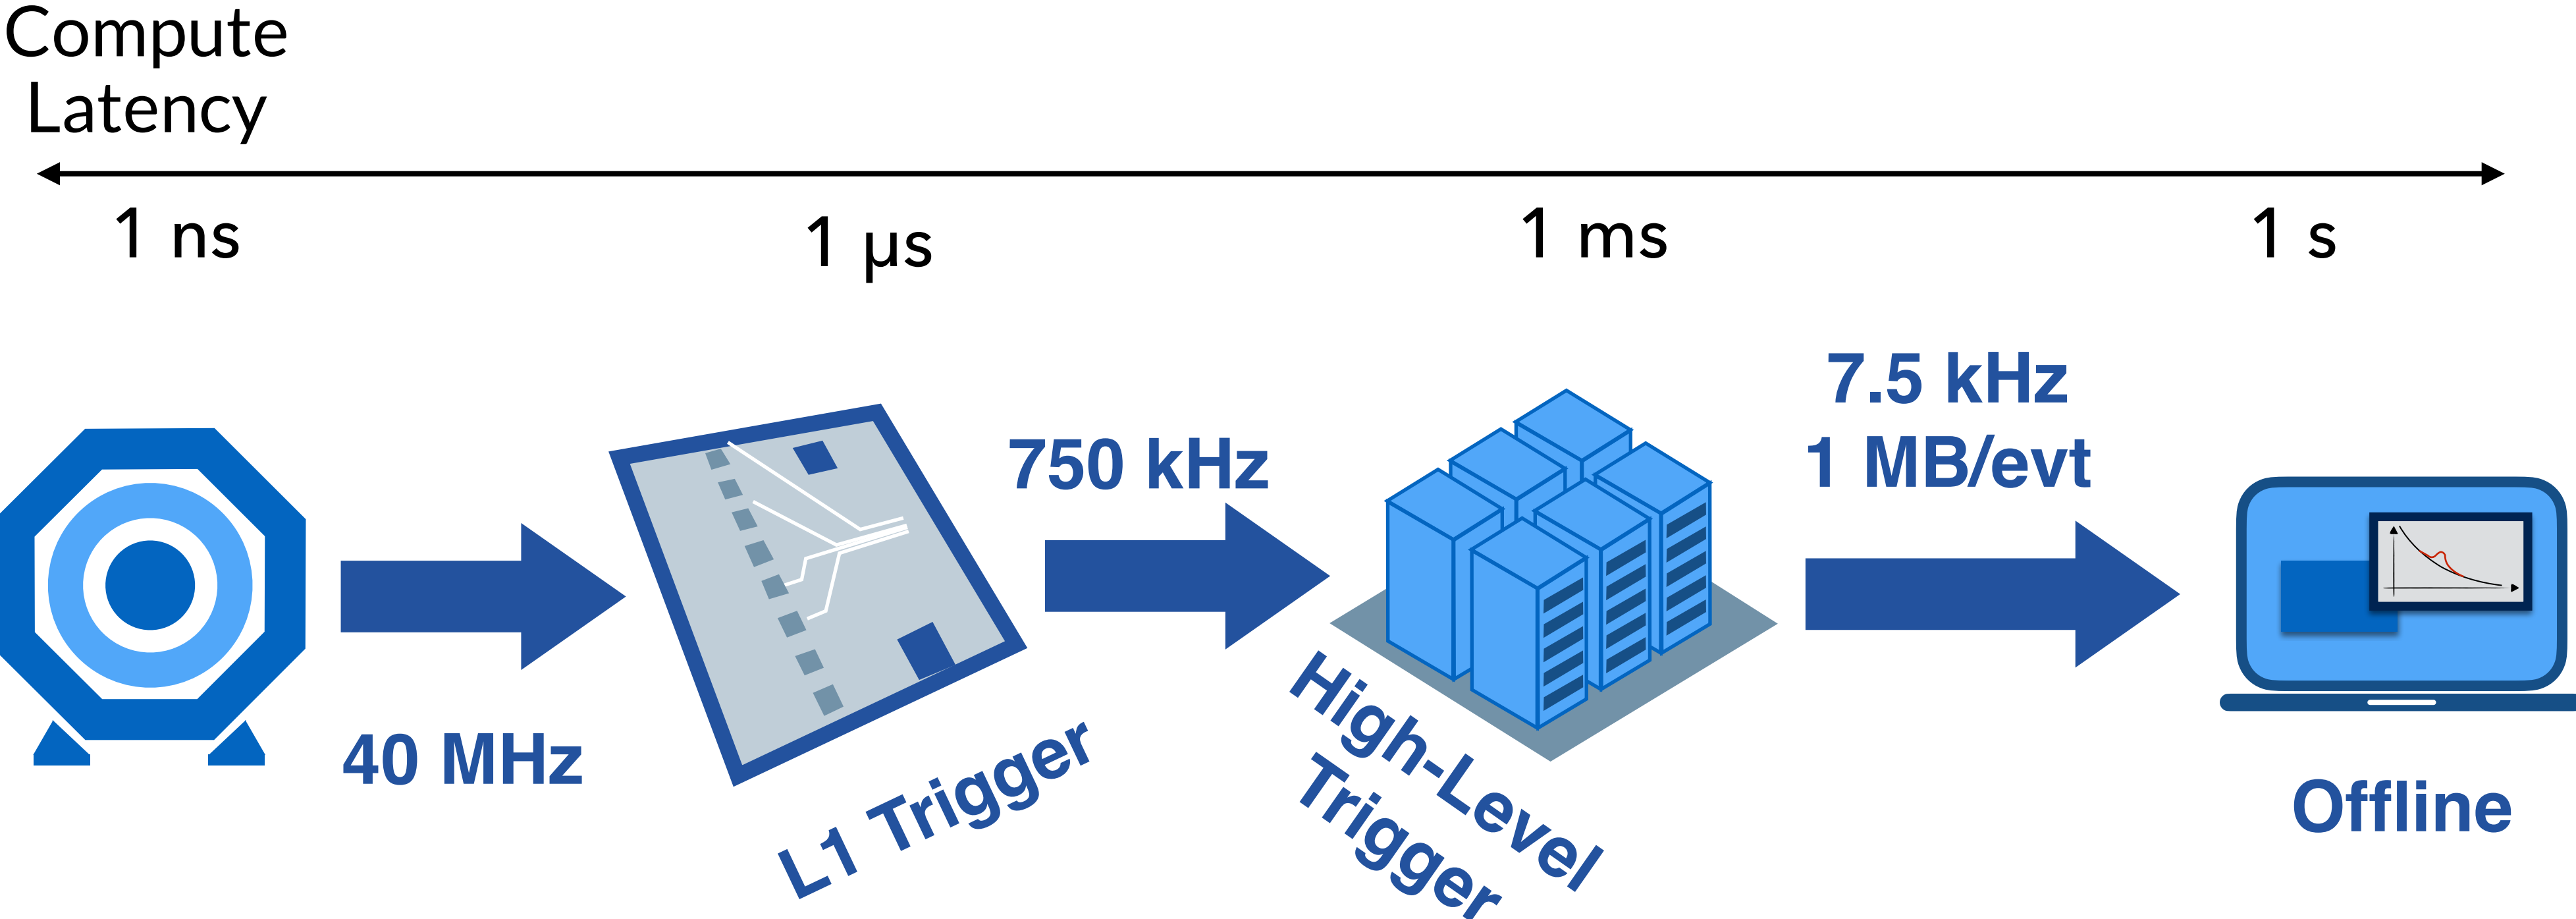 Compute
Latency
1 ns
1 µs
1 ms
1 s
40 MHz
L1 Trigger
750 kHz
High-Level
Trigger
7.5 kHz
1 MB/evt
Offline